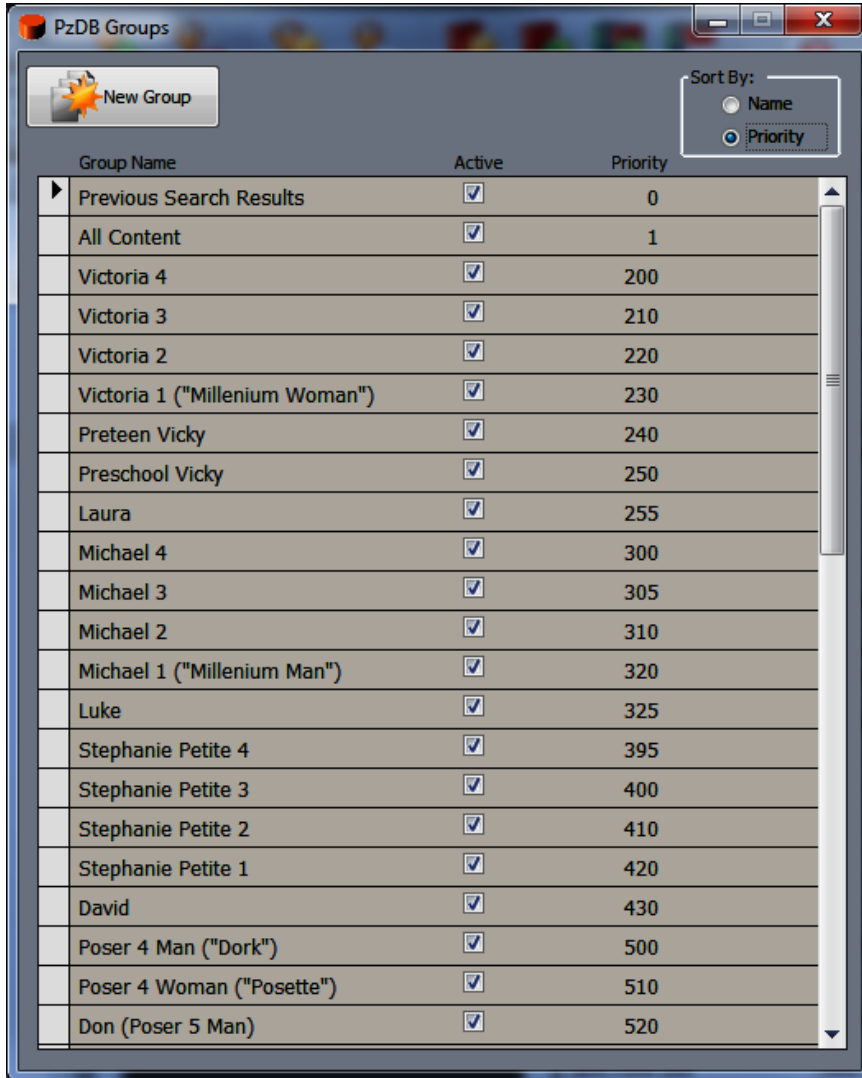 PzDB Groups
New Group
Sort By:
Name
Priority
Group Name Active Priority
Previous Search Results 0
All Content 1
Victoria 4 200
Victoria 3 210
Victoria 2 220
Victoria 1 ("Millenium Woman") 230
Preteen Vicky 240
Preschool Vicky 250
Laura 255
Michael 4 300
Michael 3 305
Michael 2 310
Michael 1 ("Millenium Man") 320
Luke 325
Stephanie Petite 4 395
Stephanie Petite 3 400
Stephanie Petite 2 410
Stephanie Petite 1 420
David 430
Poser 4 Man ("Dork") 500
Poser 4 Woman ("Posette") 510
Don (Poser 5 Man) 520